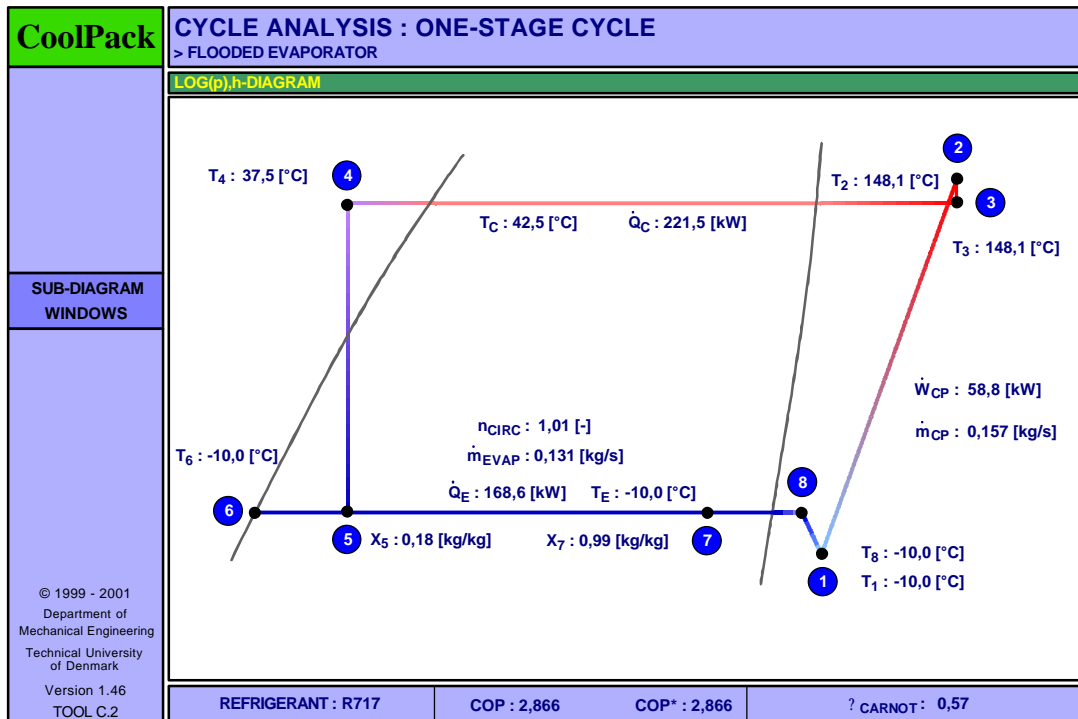 CoolPack
CYCLE ANALYSIS : ONE-STAGE CYCLE
> FLOODED EVAPORATOR
LOG(p),h-DIAGRAM
SUB-DIAGRAM
WINDOWS
2
T4 : 37,5 [°C]
4
T2 : 148,1 [°C]
3
TC : 42,5 [°C]
Q̇C : 221,5 [kW]
T3 : 148,1 [°C]
ẆCP : 58,8 [kW]
nCIRC : 1,01 [-]
ṁCP : 0,157 [kg/s]
T6 : -10,0 [°C]
ṁEVAP : 0,131 [kg/s]
8
Q̇E : 168,6 [kW]
TE : -10,0 [°C]
6
5
X5 : 0,18 [kg/kg]
X7 : 0,99 [kg/kg]
7
T8 : -10,0 [°C]
1
T1 : -10,0 [°C]
© 1999 - 2001
Department of
Mechanical Engineering
Technical University
of Denmark
Version 1.46
TOOL C.2
REFRIGERANT : R717
COP : 2,866
COP* : 2,866
? CARNOT : 0,57